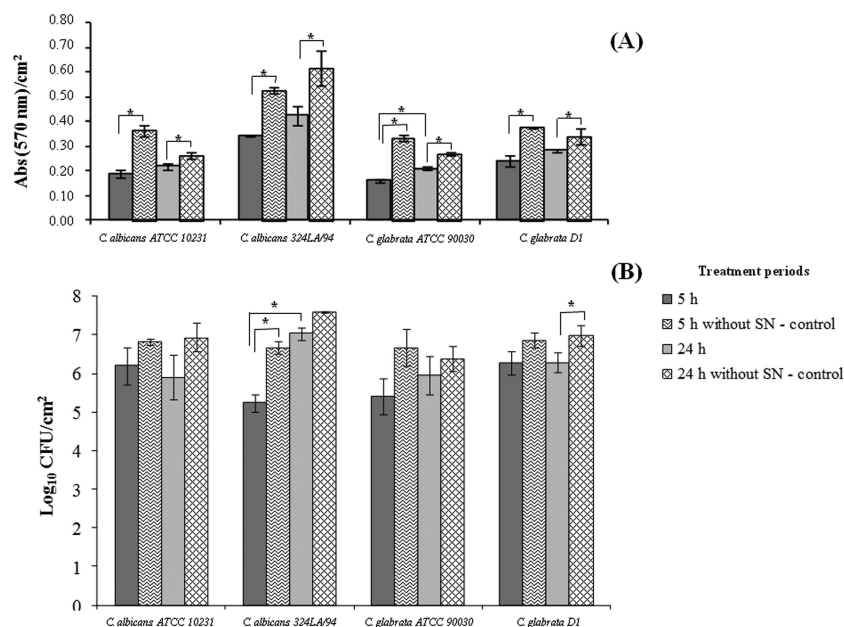 (A)
Abs (570 nm)/cm²
0.80
0.70
0.60
0.50
0.40
0.30
0.20
0.10
0.00
* * * * * * * * *
C. albicans ATCC 10231 C. albicans 324LA/94 C. glabrata ATCC 90030 C. glabrata D1
(B)
Log₁₀ CFU/cm²
8
7
6
5
4
3
2
1
0
* * *
C. albicans ATCC 10231 C. albicans 324LA/94 C. glabrata ATCC 90030 C. glabrata D1
Treatment periods
5 h
5 h without SN - control
24 h
24 h without SN - control